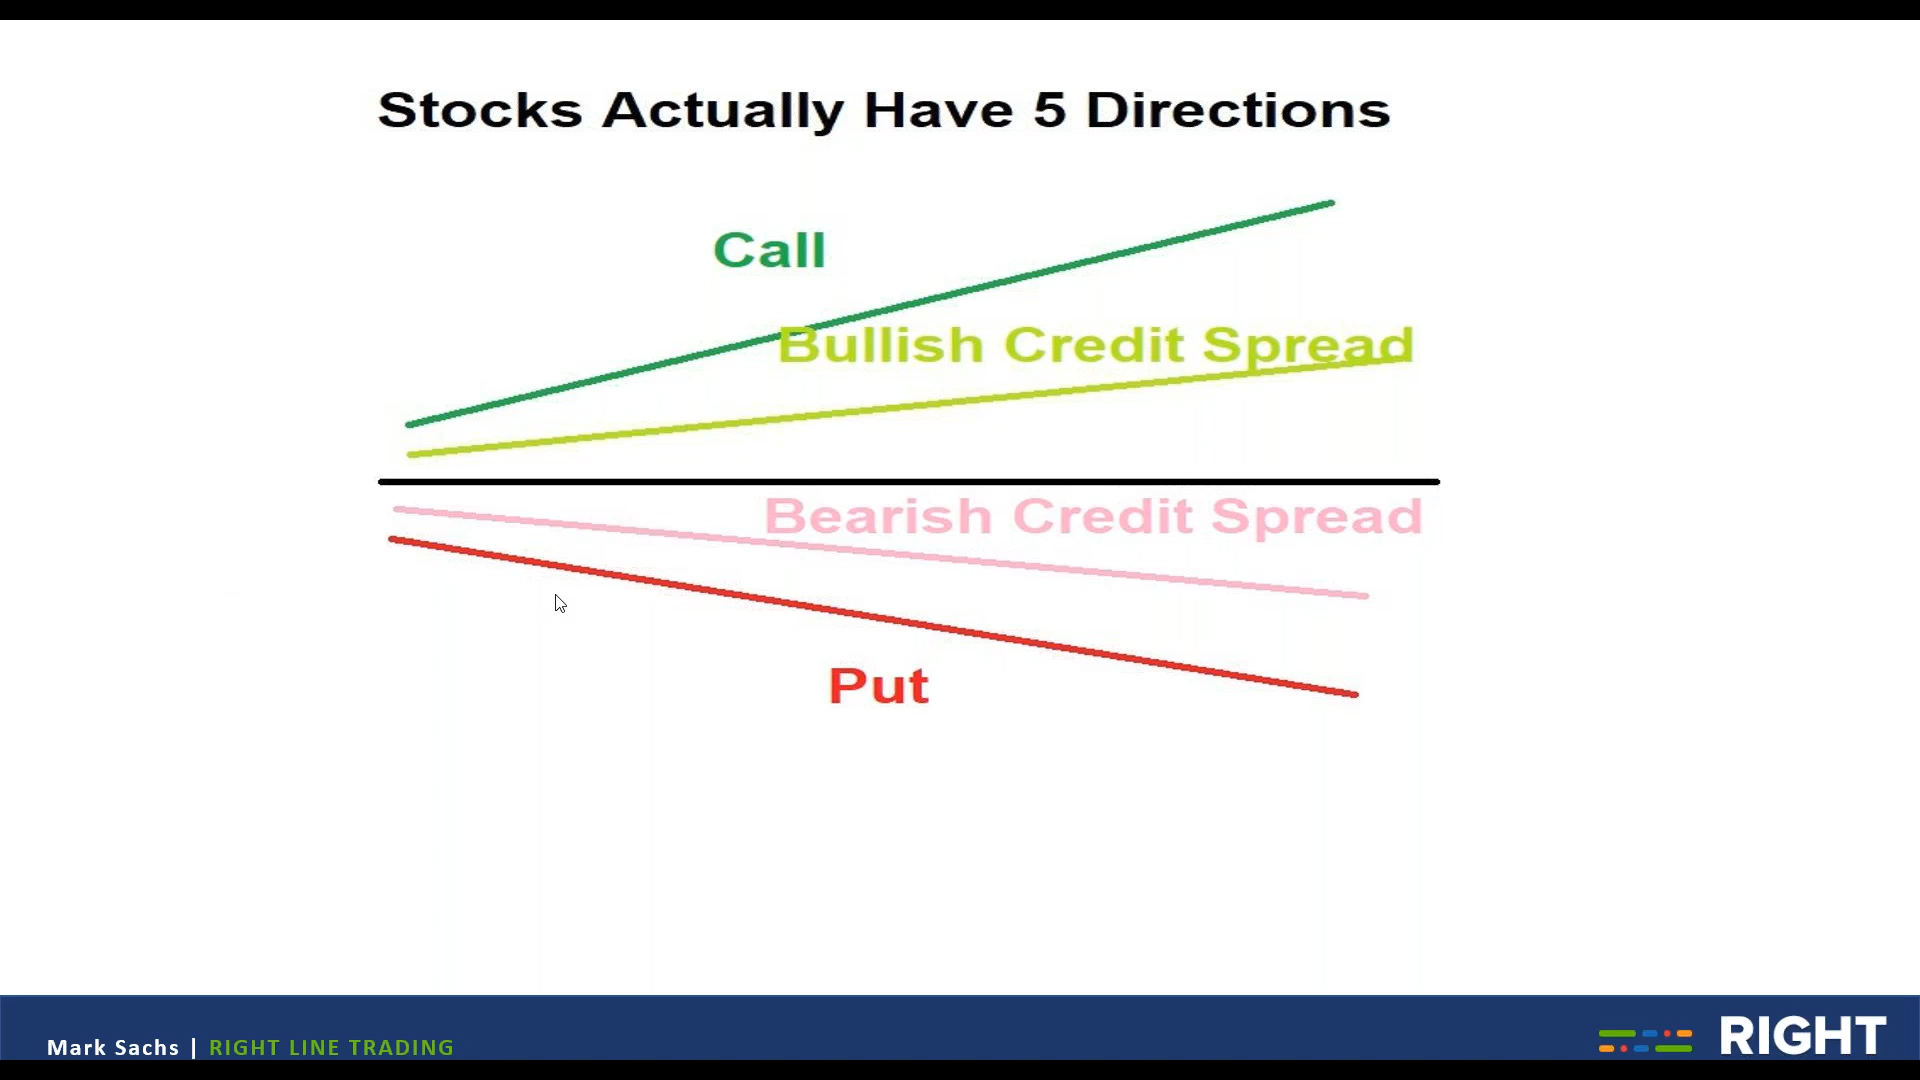 Stocks Actually Have 5 Directions
Call
Bullish Credit Spread
Bearish Credit Spread
Put
Mark Sachs | RIGHT LINE TRADING
RIGHT